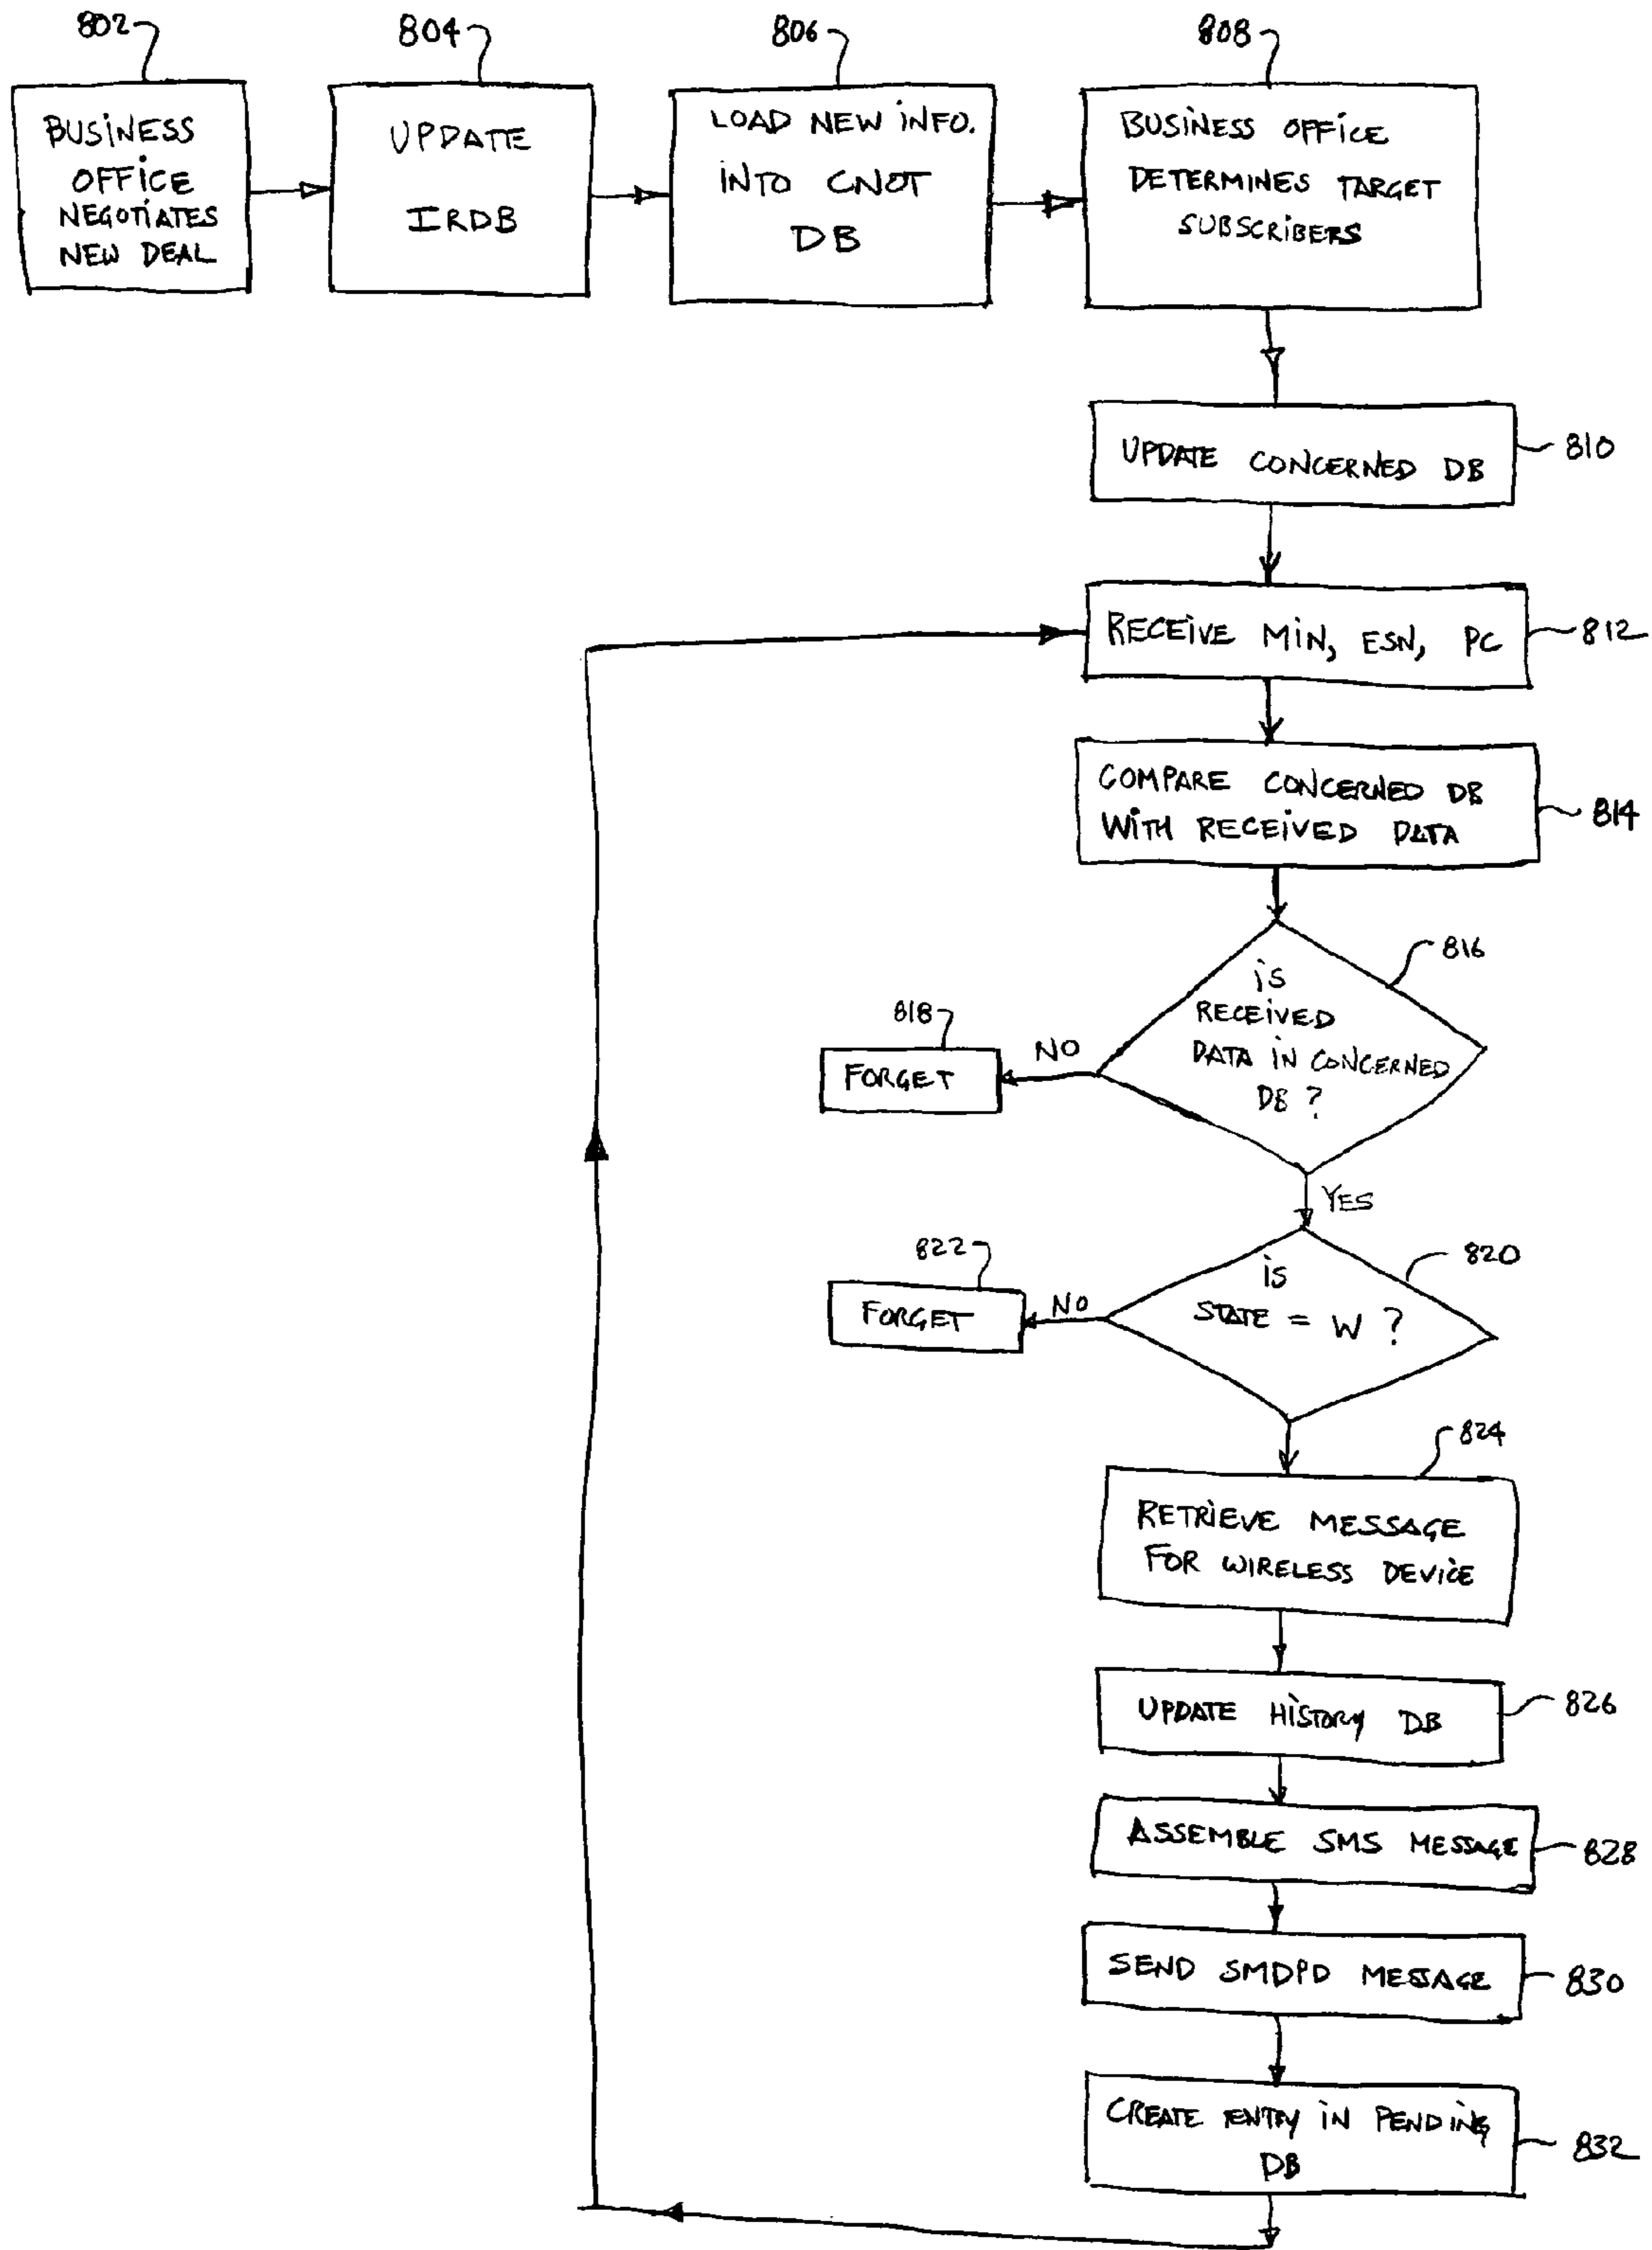 802
BUSINESS
OFFICE
NEGOTIATES
NEW DEAL
804
UPDATE
IRDB
806
LOAD NEW INFO.
INTO CNOT
DB
808
BUSINESS OFFICE
DETERMINES TARGET
SUBSCRIBERS
UPDATE CONCERNED DB
810
RECEIVE MIN, ESN, PC
812
COMPARE CONCERNED DB
WITH RECEIVED DATA
814
816
is
RECEIVED
DATA IN CONCERNED
DB ?
NO
818
FORGET
YES
820
is
STATE = W ?
NO
822
FORGET
824
RETRIEVE MESSAGE
FOR WIRELESS DEVICE
UPDATE HISTORY DB
826
ASSEMBLE SMS MESSAGE
828
SEND SMDPD MESSAGE
830
CREATE ENTRY IN PENDING
DB
832